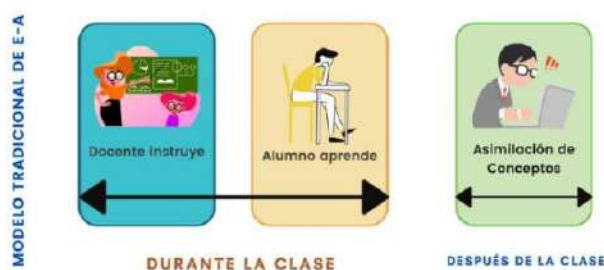 MODELO TRADICIONAL DE E-A
Docente instruye
Alumno aprende
Asimilación de
Conceptos
DURANTE LA CLASE
DESPUÉS DE LA CLASE